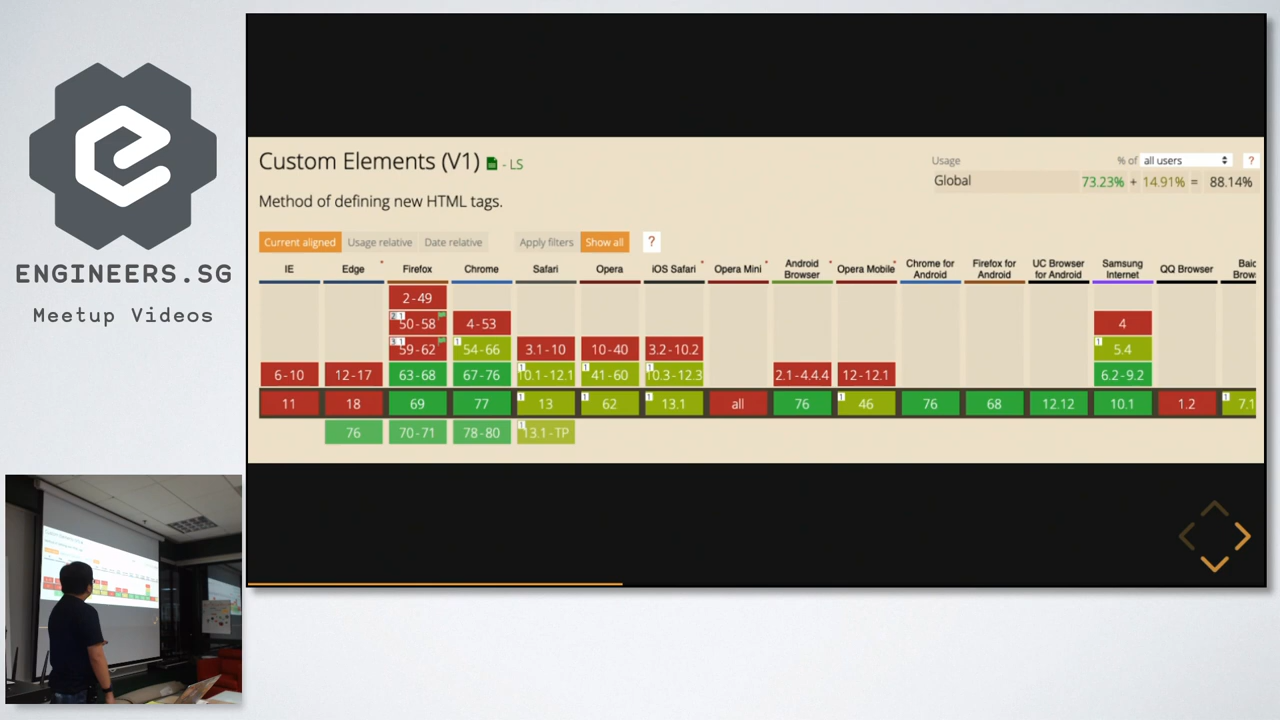 ENGINEERS.SG
Meetup Videos
Custom Elements (V1) - LS
Method of defining new HTML tags.
Usage % of all users ?
Global 73.23% + 14.91% = 88.14%
Current aligned Usage relative Date relative Apply filters Show all ?
IE Edge * Firefox Chrome Safari Opera iOS Safari * Opera Mini * Android Browser * Opera Mobile * Chrome for Android Firefox for Android UC Browser for Android Samsung Internet QQ Browser
2-49
50-58 4-53 4
59-62 54-66 3.1-10 10-40 3.2-10.2 5.4
6-10 12-17 63-68 67-76 10.1-12.1 41-60 10.3-12.3 2.1-4.4.4 12-12.1 6.2-9.2
11 18 69 77 13 62 13.1 all 76 46 76 68 12.12 10.1 1.2 7.1
76 70-71 78-80 13.1-TP